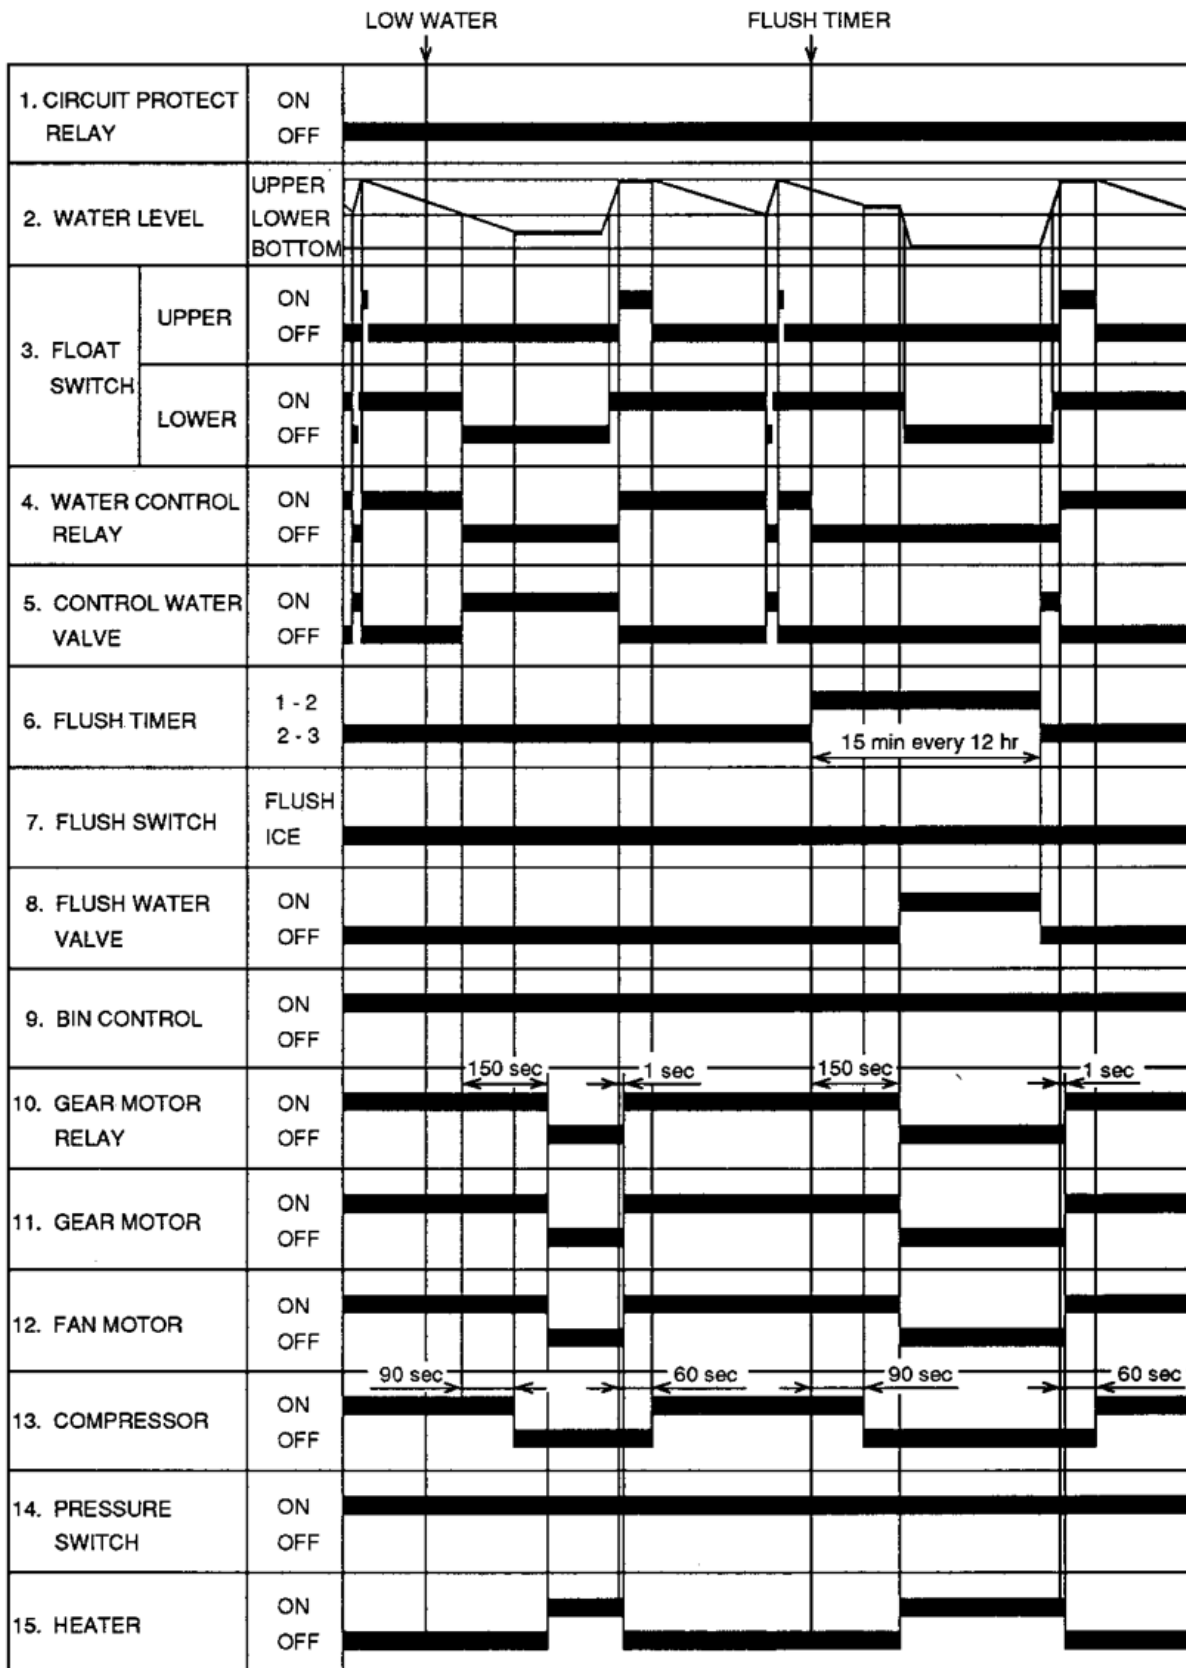 LOW WATER FLUSH TIMER
1. CIRCUIT PROTECT ON
RELAY OFF
UPPER
2. WATER LEVEL LOWER
BOTTOM
3. FLOAT SWITCH
UPPER ON
OFF
LOWER ON
OFF
4. WATER CONTROL ON
RELAY OFF
5. CONTROL WATER ON
VALVE OFF
6. FLUSH TIMER 1 - 2
2 - 3
15 min every 12 hr
7. FLUSH SWITCH FLUSH
ICE
8. FLUSH WATER ON
VALVE OFF
9. BIN CONTROL ON
OFF
150 sec 1 sec 150 sec 1 sec
10. GEAR MOTOR ON
RELAY OFF
11. GEAR MOTOR ON
OFF
12. FAN MOTOR ON
OFF
90 sec 60 sec 90 sec 60 sec
13. COMPRESSOR ON
OFF
14. PRESSURE ON
SWITCH OFF
15. HEATER ON
OFF